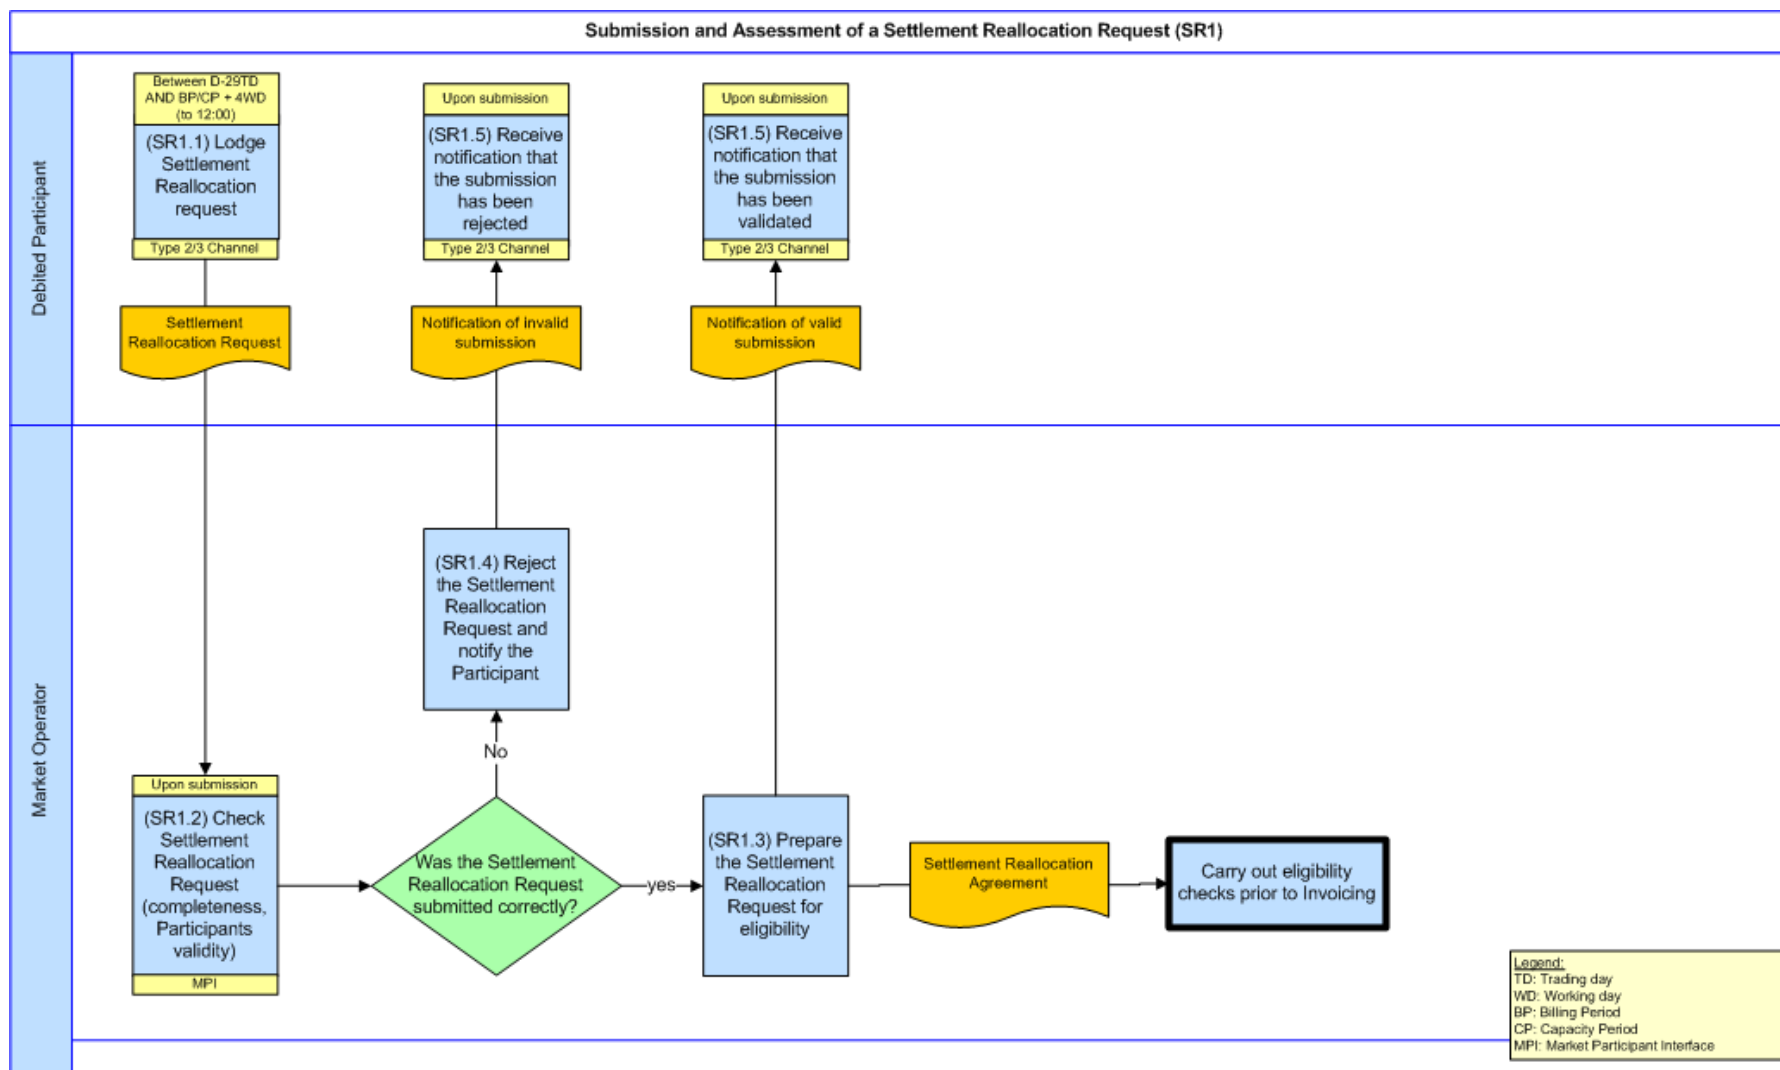 Submission and Assessment of a Settlement Reallocation Request (SR1)
Debited Participant
Between D-29TD
AND BP/CP + 4WD
(to 12:00)
(SR1.1) Lodge
Settlement
Reallocation
request
Type 2/3 Channel
Upon submission
(SR1.5) Receive
notification that
the submission
has been
rejected
Type 2/3 Channel
Upon submission
(SR1.5) Receive
notification that
the submission
has been
validated
Type 2/3 Channel
Settlement
Reallocation Request
Notification of invalid
submission
Notification of valid
submission
Market Operator
(SR1.4) Reject
the Settlement
Reallocation
Request and
notify the
Participant
No
Upon submission
(SR1.2) Check
Settlement
Reallocation
Request
(completeness,
Participants
validity)
MPI
Was the Settlement
Reallocation Request
submitted correctly?
yes
(SR1.3) Prepare
the Settlement
Reallocation
Request for
eligibility
Settlement Reallocation
Agreement
Carry out eligibility
checks prior to Invoicing
Legend:
TD: Trading day
WD: Working day
BP: Billing Period
CP: Capacity Period
MPI: Market Participant Interface